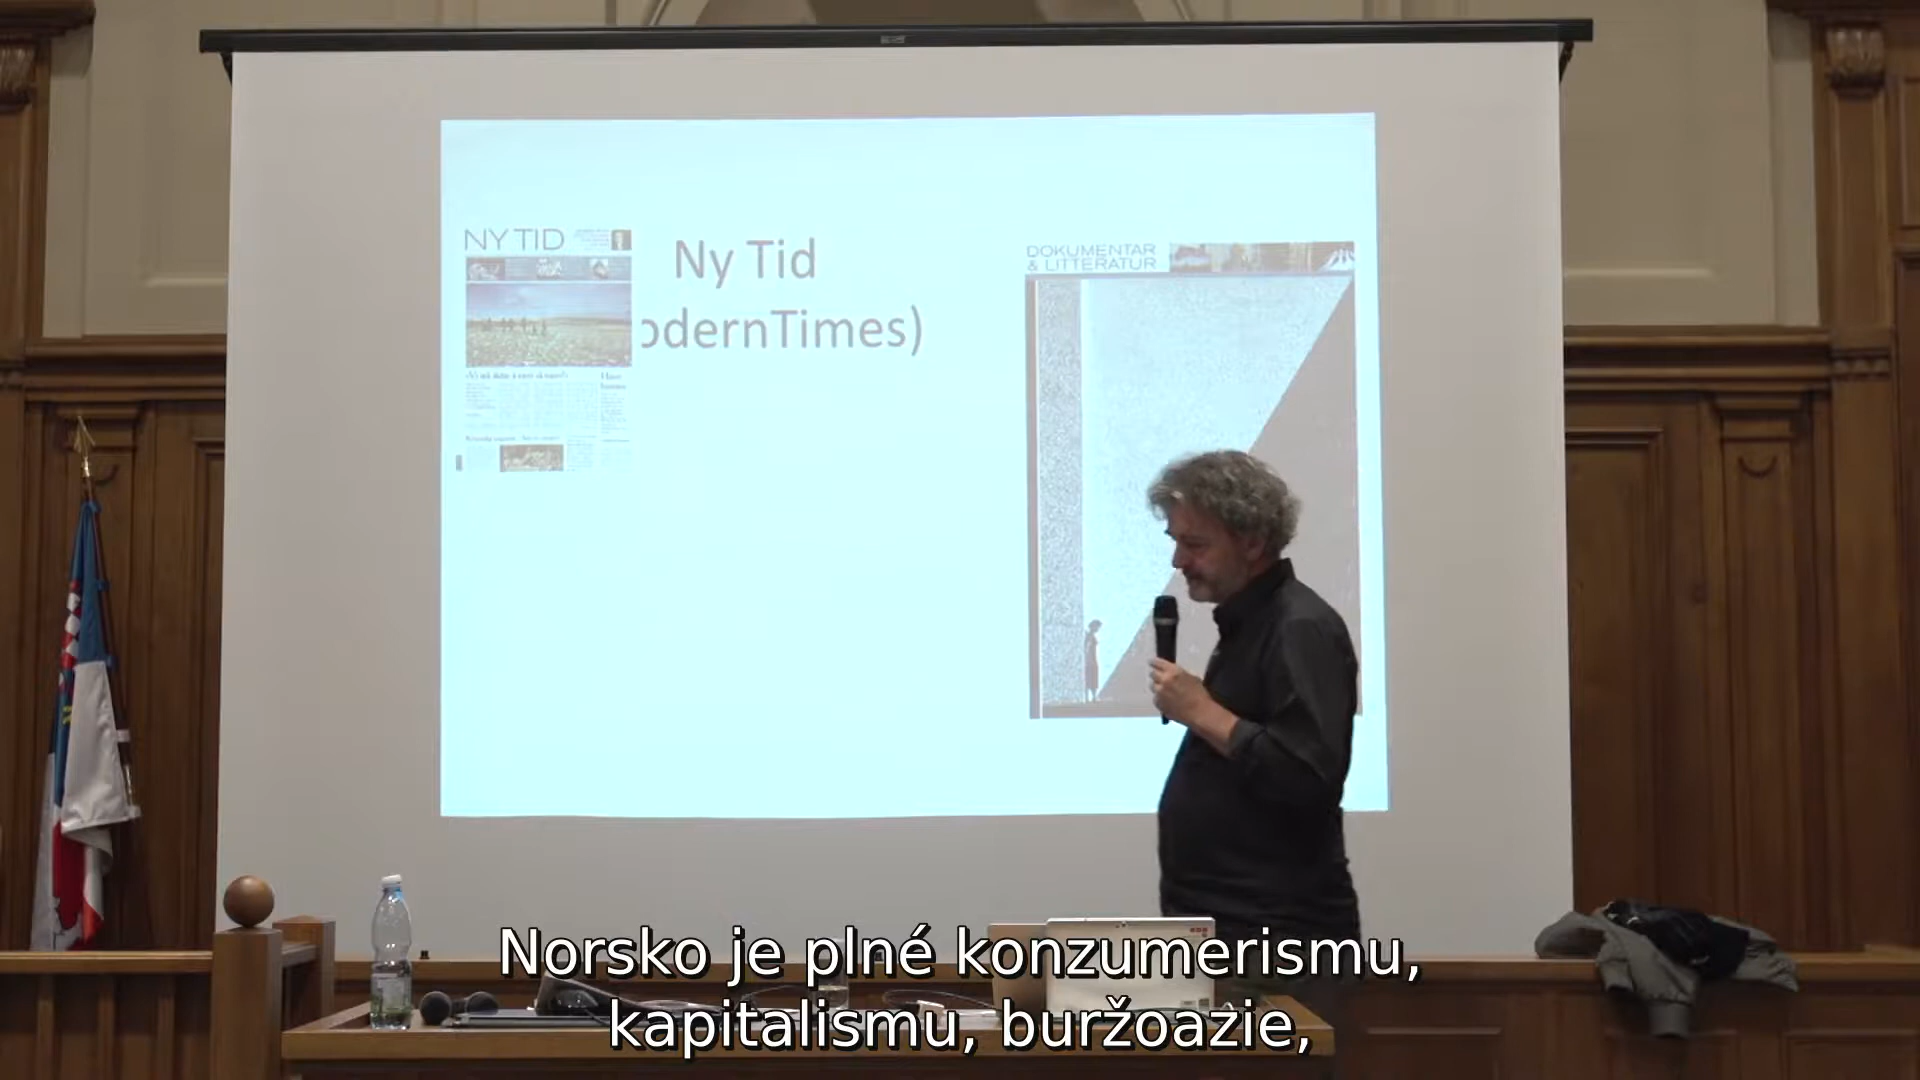 NY TID
Ny Tid
odernTimes)
DOKUMENTAR
& LITTERATUR
Norsko je plné konzumerismu,
kapitalismu, buržoazie,